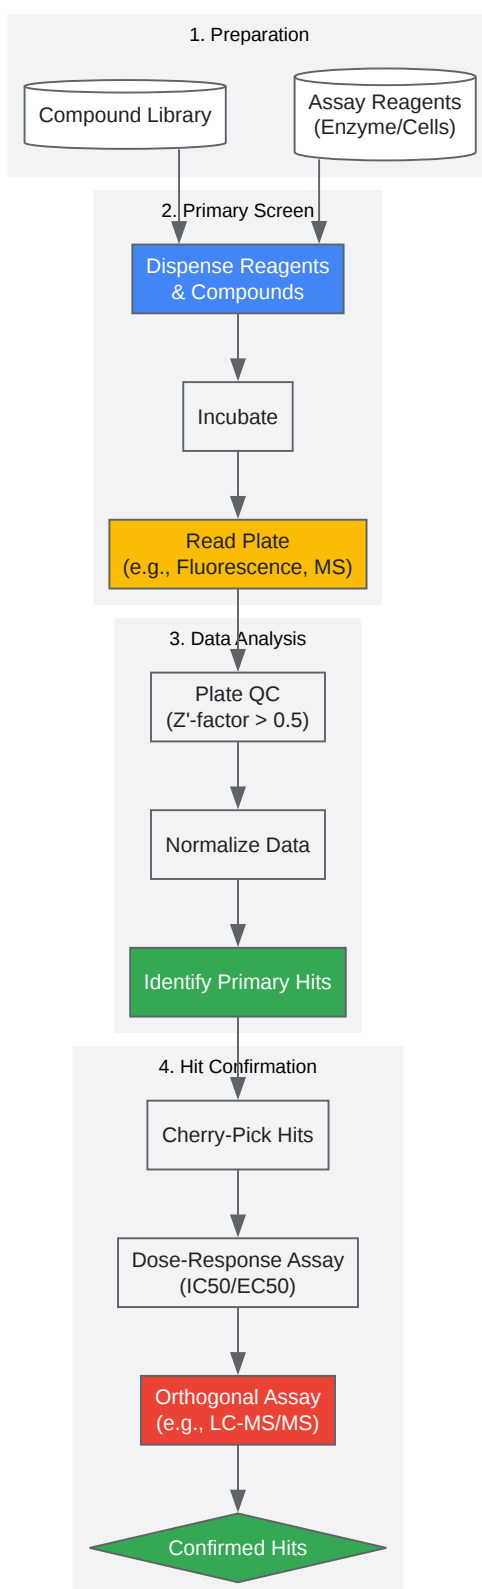 1. Preparation
Compound Library
Assay Reagents
(Enzyme/Cells)
2. Primary Screen
Dispense Reagents
& Compounds
Incubate
Read Plate
(e.g., Fluorescence, MS)
3. Data Analysis
Plate QC
(Z'-factor > 0.5)
Normalize Data
Identify Primary Hits
4. Hit Confirmation
Cherry-Pick Hits
Dose-Response Assay
(IC50/EC50)
Orthogonal Assay
(e.g., LC-MS/MS)
Confirmed Hits